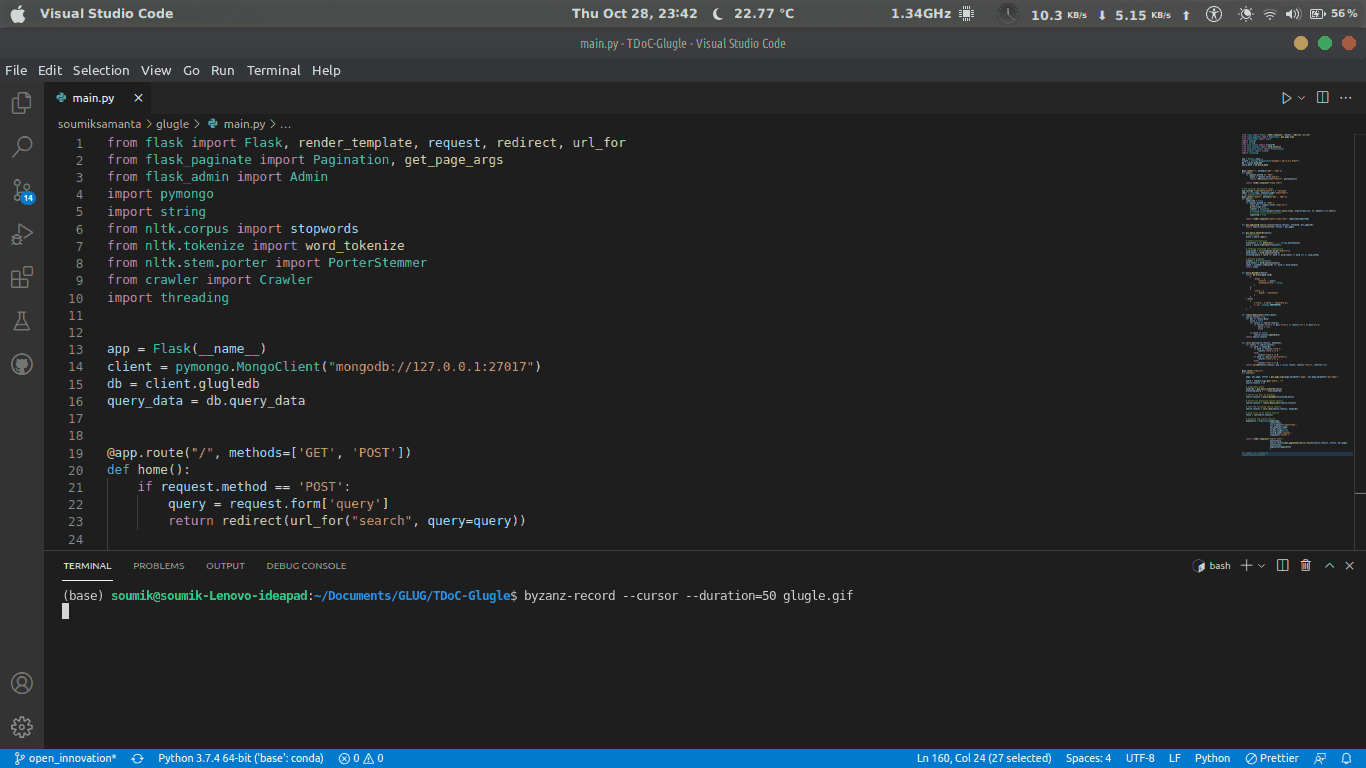 Visual Studio Code Thu Oct 28, 23:42 22.77 °C 1.34GHz 10.3 KB/s 5.15 KB/s 56 %
main.py - TDoC-Glugle - Visual Studio Code
File Edit Selection View Go Run Terminal Help
main.py
soumiksamanta > glugle > main.py > ...
1 from flask import Flask, render_template, request, redirect, url_for
2 from flask_paginate import Pagination, get_page_args
3 from flask_admin import Admin
4 import pymongo
5 import string
6 from nltk.corpus import stopwords
7 from nltk.tokenize import word_tokenize
8 from nltk.stem.porter import PorterStemmer
9 from crawler import Crawler
10 import threading
11
12
13 app = Flask(__name__)
14 client = pymongo.MongoClient("mongodb://127.0.0.1:27017")
15 db = client.glugledb
16 query_data = db.query_data
17
18
19 @app.route("/", methods=['GET', 'POST'])
20 def home():
21 if request.method == 'POST':
22 query = request.form['query']
23 return redirect(url_for("search", query=query))
24
14
TERMINAL PROBLEMS OUTPUT DEBUG CONSOLE bash
(base) soumik@soumik-Lenovo-ideapad:~/Documents/GLUG/TDoC-Glugle$ byzanz-record --cursor --duration=50 glugle.gif
open_innovation* Python 3.7.4 64-bit ('base': conda) 0 0 Ln 160, Col 24 (27 selected) Spaces: 4 UTF-8 LF Python Prettier